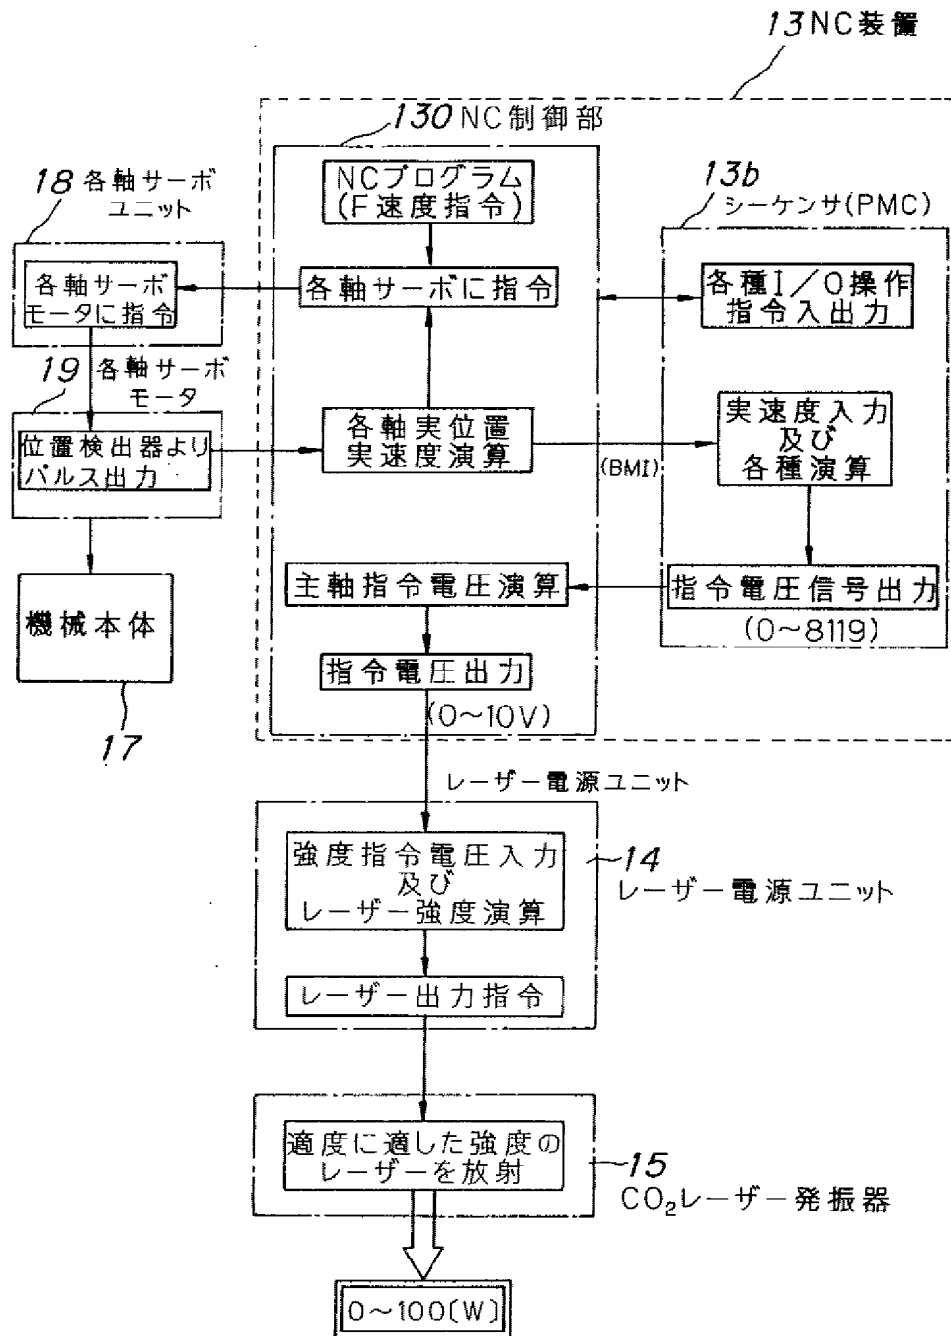 13 NC装置
130 NC制御部
NCプログラム
(F速度指令)
各軸サーボに指令
各軸実位置
実速度演算
主軸指令電圧演算
指令電圧出力
(0～10V)
18 各軸サーボ
ユニット
各軸サーボ
モータに指令
19 各軸サーボ
モータ
位置検出器より
パルス出力
機械本体
17
13b
シーケンサ(PMC)
各種I/O操作
指令入出力
実速度入力
及び
各種演算
(BMI)
指令電圧信号出力
(0～8119)
レーザー電源ユニット
強度指令電圧入力
及び
レーザー強度演算
レーザー出力指令
14
レーザー電源ユニット
適度に適した強度の
レーザーを放射
15
CO₂レーザー発振器
0～100(W)